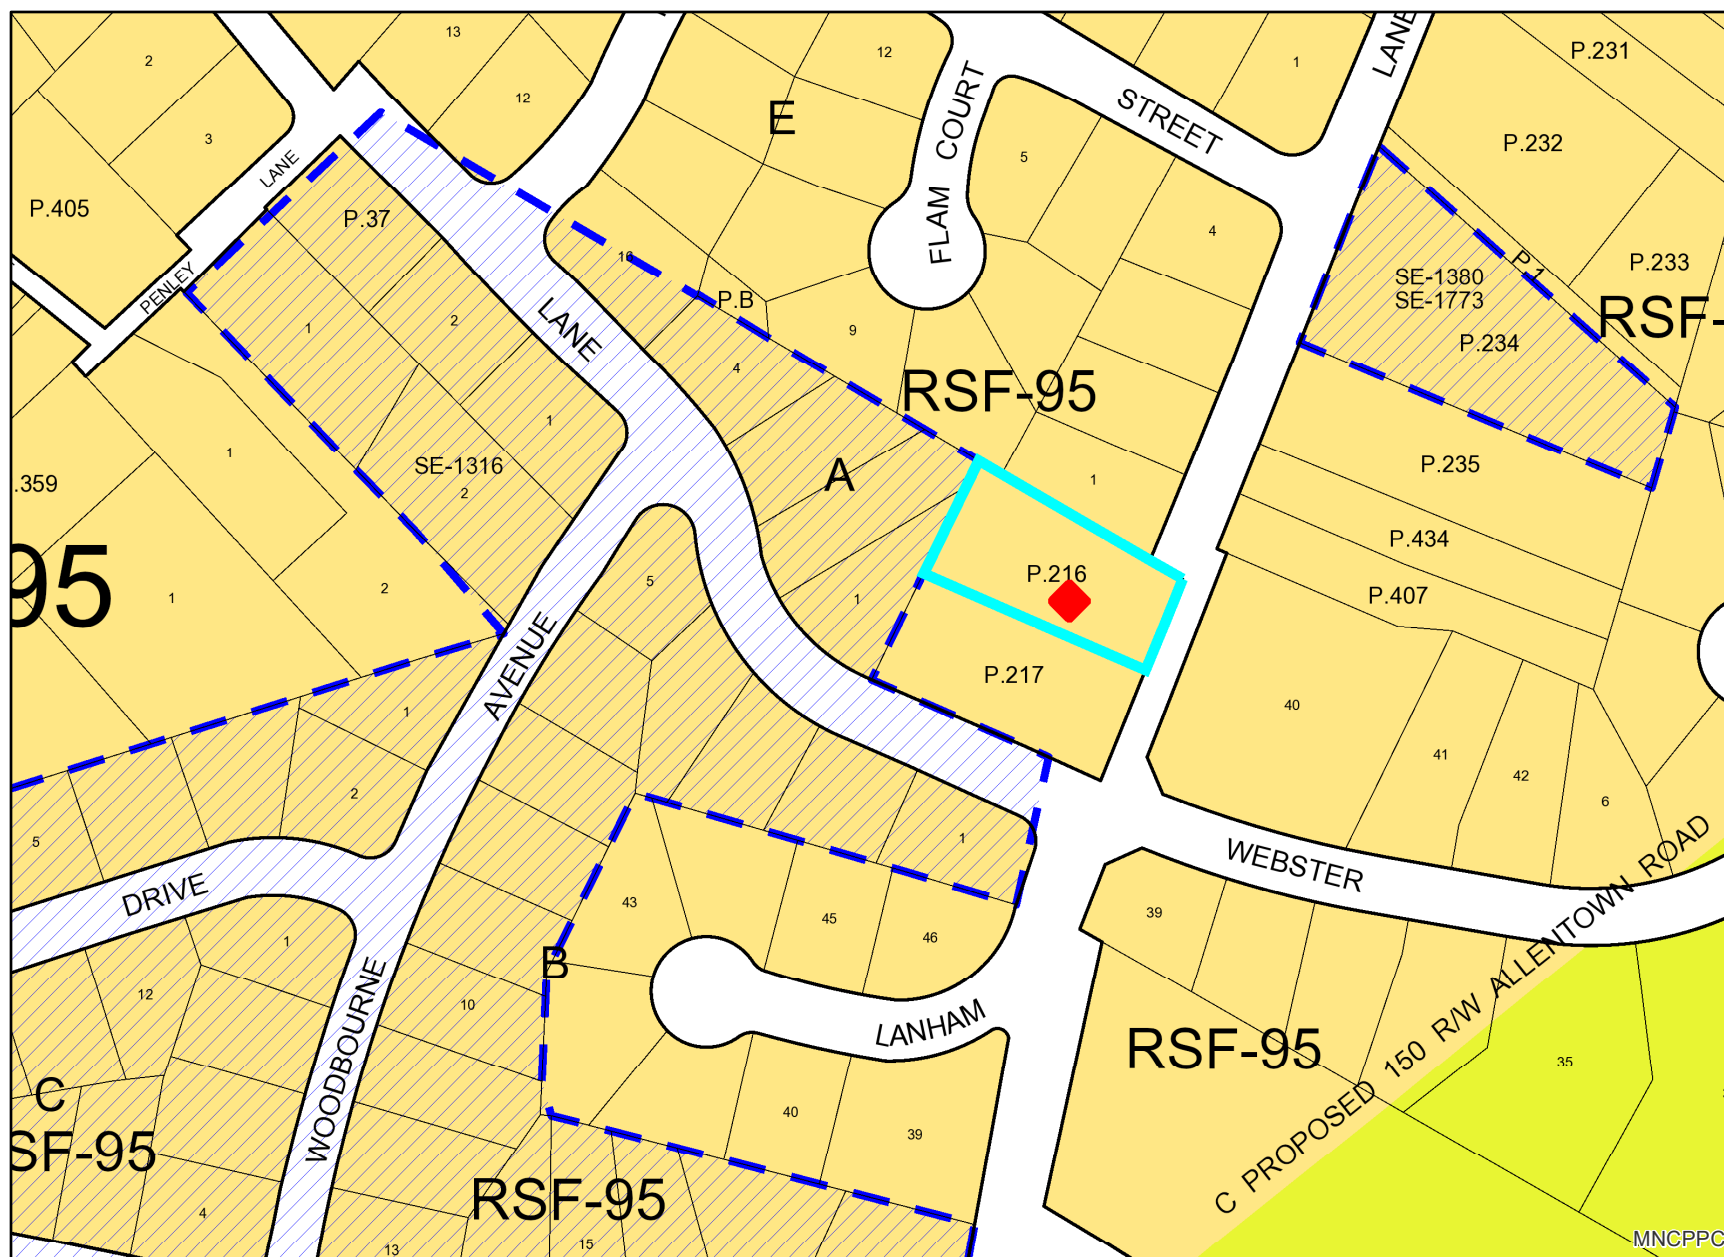 13
2
12
1
P.231
LANE
12
E
STREET
COURT
3
P.232
5
LANE
P.405
P.37
FLAM
4
10
P.1
P.233
SE-1380
SE-1773
PENLEY
P.B
RSF-
LANE
1
2
9
P.234
4
RSF-95
1
1
SE-1316
2
A
1
P.235
.359
P.434
95
P.216
5
1
2
1
P.407
AVENUE
P.217
1
40
2
41
42
6
5
1
WEBSTER
DRIVE
43
45
46
39
C PROPOSED 150 R/W ALLENTOWN ROAD
1
B
12
10
LANHAM
RSF-95
35
WOODBOURNE
C
40
39
SF-95
RSF-95
4
13
15
MNCPPC